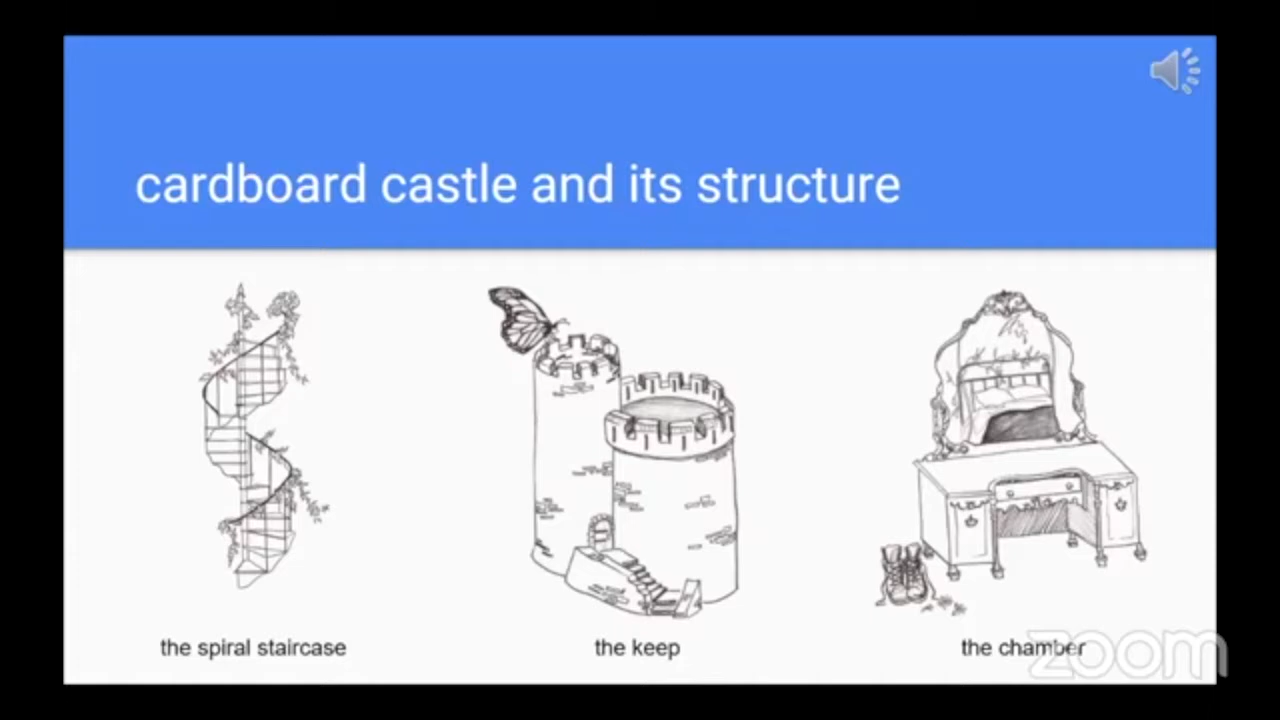 cardboard castle and its structure
the spiral staircase
the keep
the chamber
zoom